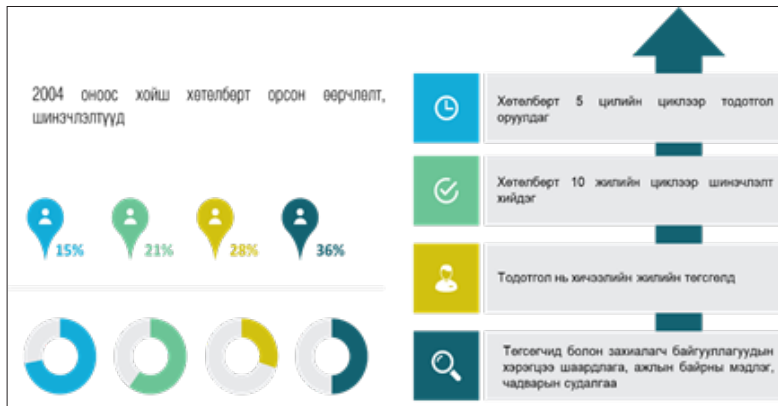 2004 оноос хойш хөтөлбөрт орсон өөрчлөлт,
шинэчлэлтүүд
15%
21%
28%
36%
Хөтөлбөрт 5 цилийн циклээр тодотгол
оруулдаг
Хөтөлбөрт 10 жилийн циклээр шинэчлэлт
хийдэг
Тодотгол нь хичээлийн жилийн төгсгөлд
Төгсөгчид болон захиалагч байгууллагуудын
хэрэгцээ шаардлага, ажлын байрны мэдлэг,
чадварын судалгаа